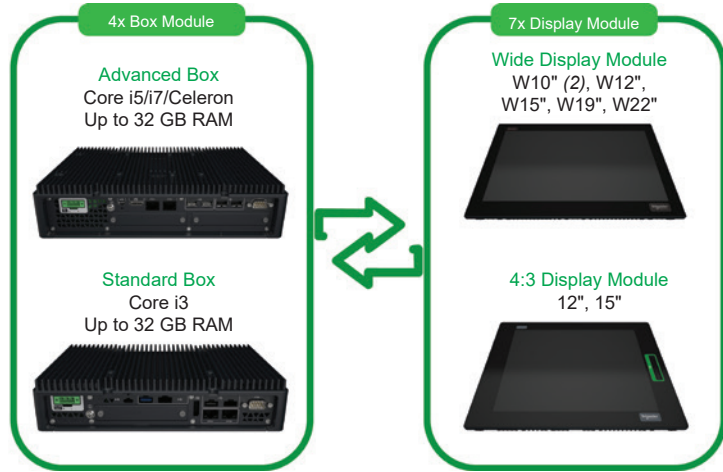 4x Box Module
Advanced Box
Core i5/i7/Celeron
Up to 32 GB RAM
Standard Box
Core i3
Up to 32 GB RAM
7x Display Module
Wide Display Module
W10" (2), W12",
W15", W19", W22"
4:3 Display Module
12", 15"